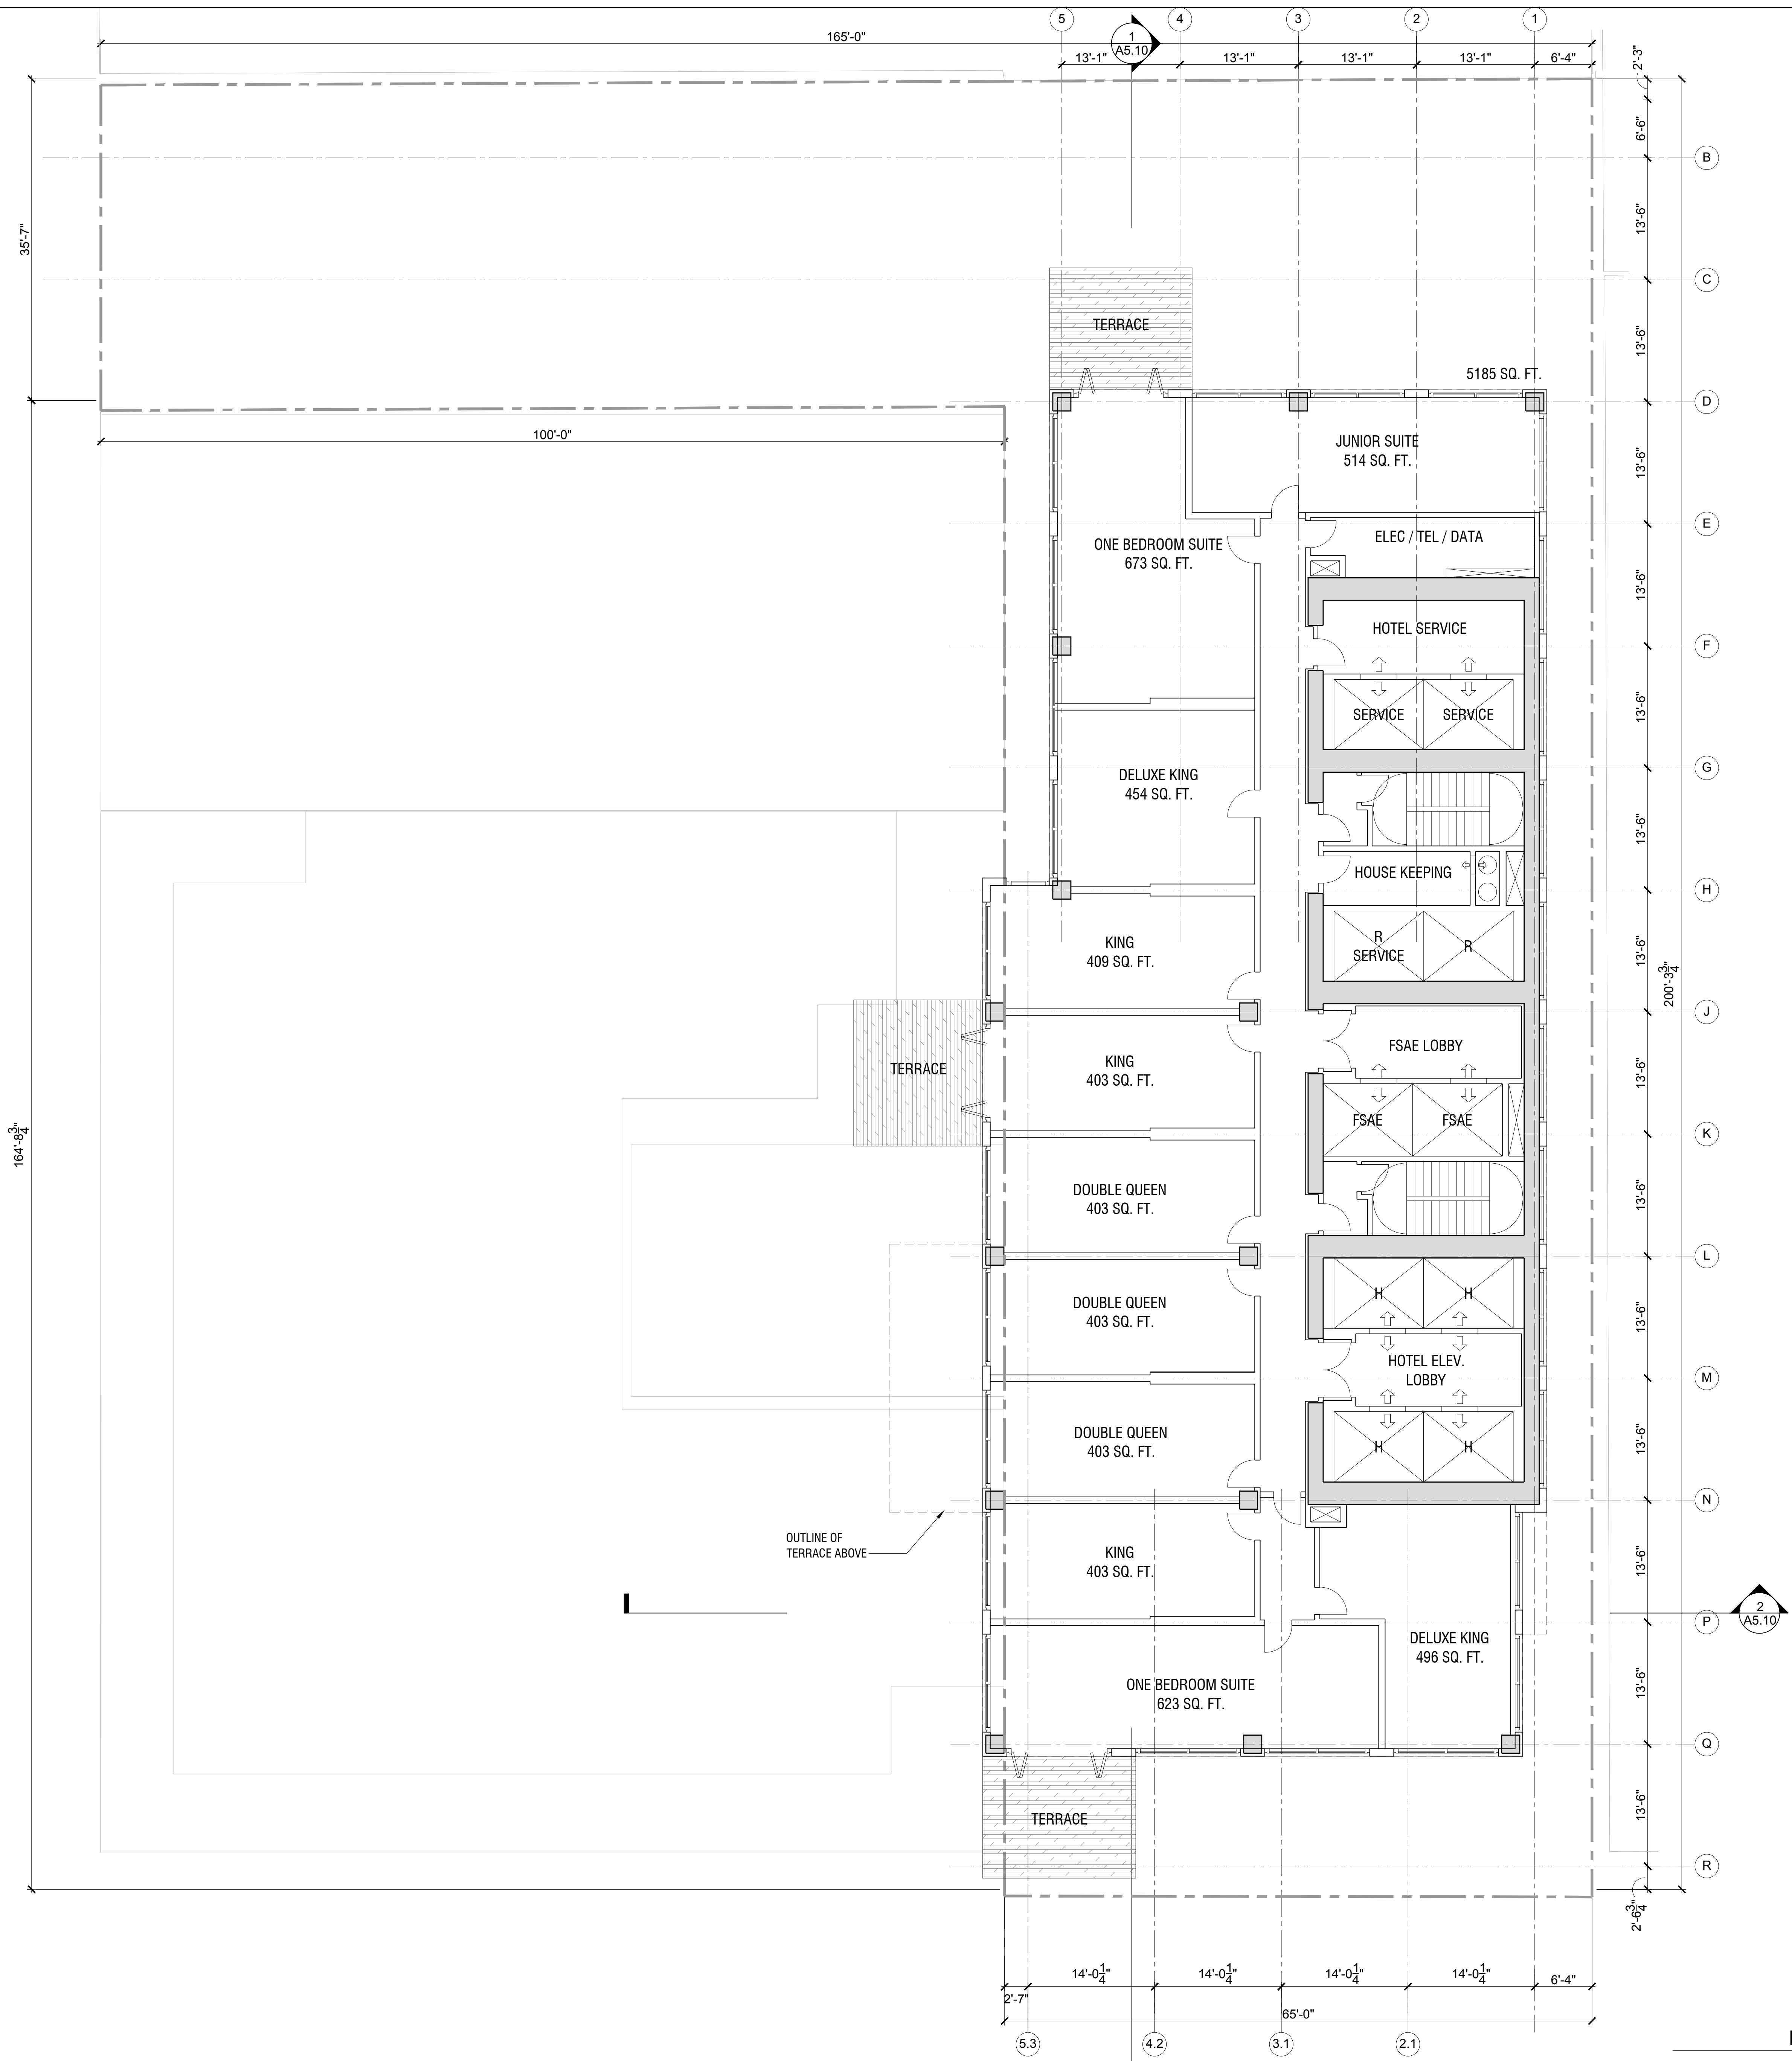 5
4
3
2
1
1
A5.10
165'-0"
13'-1"
13'-1"
13'-1"
13'-1"
6'-4"
2'-3"
6'-6"
B
13'-6"
35'-7"
C
TERRACE
13'-6"
5185 SQ. FT.
D
100'-0"
JUNIOR SUITE
514 SQ. FT.
13'-6"
E
ELEC / TEL / DATA
ONE BEDROOM SUITE
673 SQ. FT.
13'-6"
HOTEL SERVICE
F
SERVICE
SERVICE
13'-6"
G
DELUXE KING
454 SQ. FT.
13'-6"
HOUSE KEEPING
H
KING
409 SQ. FT.
R
SERVICE
R
13'-6"
200'-3 3/4"
J
FSAE LOBBY
KING
403 SQ. FT.
TERRACE
13'-6"
FSAE
FSAE
K
164'-8 3/4"
DOUBLE QUEEN
403 SQ. FT.
13'-6"
L
H
H
DOUBLE QUEEN
403 SQ. FT.
13'-6"
HOTEL ELEV.
LOBBY
M
DOUBLE QUEEN
403 SQ. FT.
H
H
13'-6"
N
OUTLINE OF
TERRACE ABOVE
KING
403 SQ. FT.
13'-6"
2
A5.10
P
DELUXE KING
496 SQ. FT.
ONE BEDROOM SUITE
623 SQ. FT.
13'-6"
Q
TERRACE
13'-6"
R
2'-6 3/4"
14'-0 1/4"
14'-0 1/4"
14'-0 1/4"
14'-0 1/4"
6'-4"
2'-7"
65'-0"
5.3
4.2
3.1
2.1